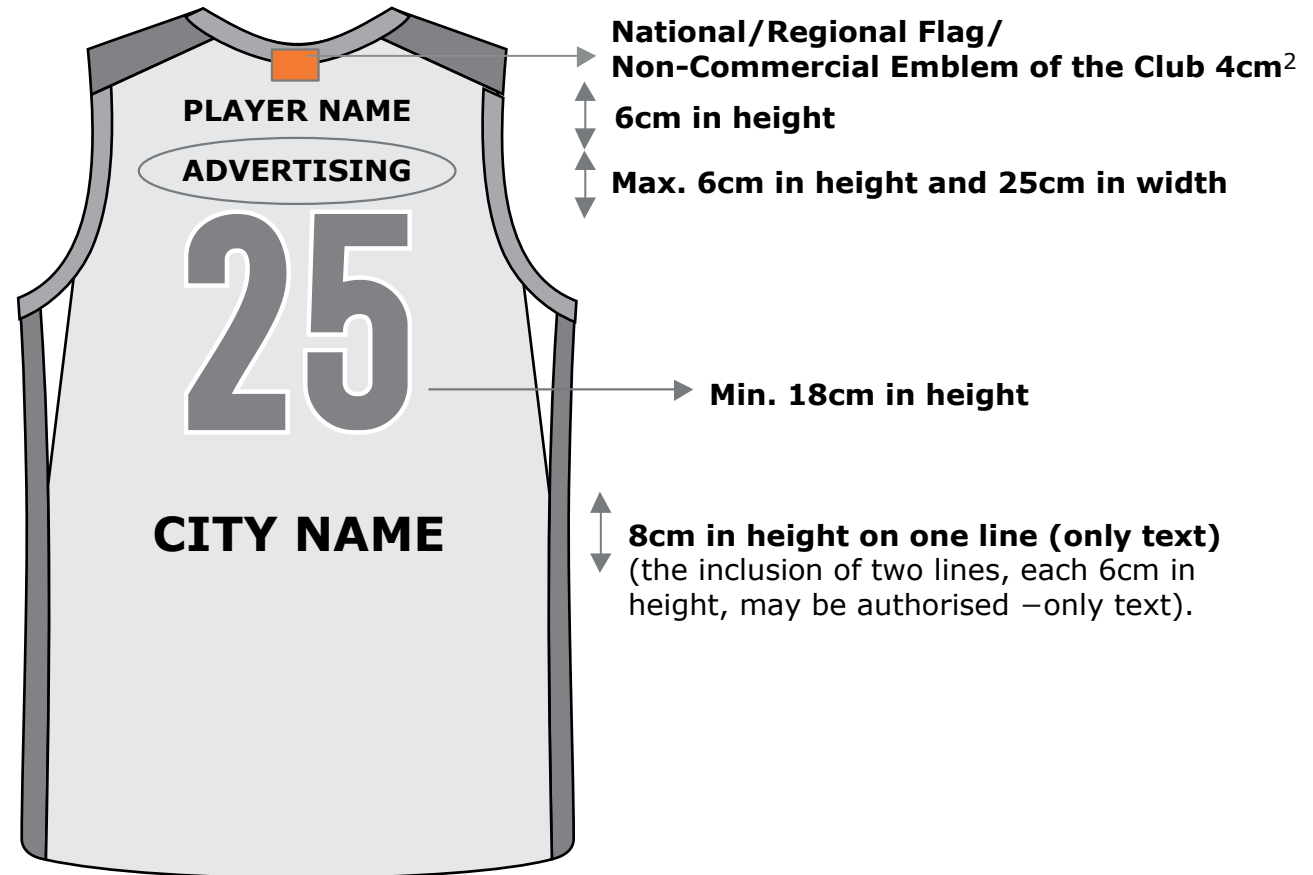 National/Regional Flag/
Non-Commercial Emblem of the Club 4cm²
PLAYER NAME
6cm in height
ADVERTISING
Max. 6cm in height and 25cm in width
25
Min. 18cm in height
CITY NAME
8cm in height on one line (only text)
(the inclusion of two lines, each 6cm in
height, may be authorised −only text).